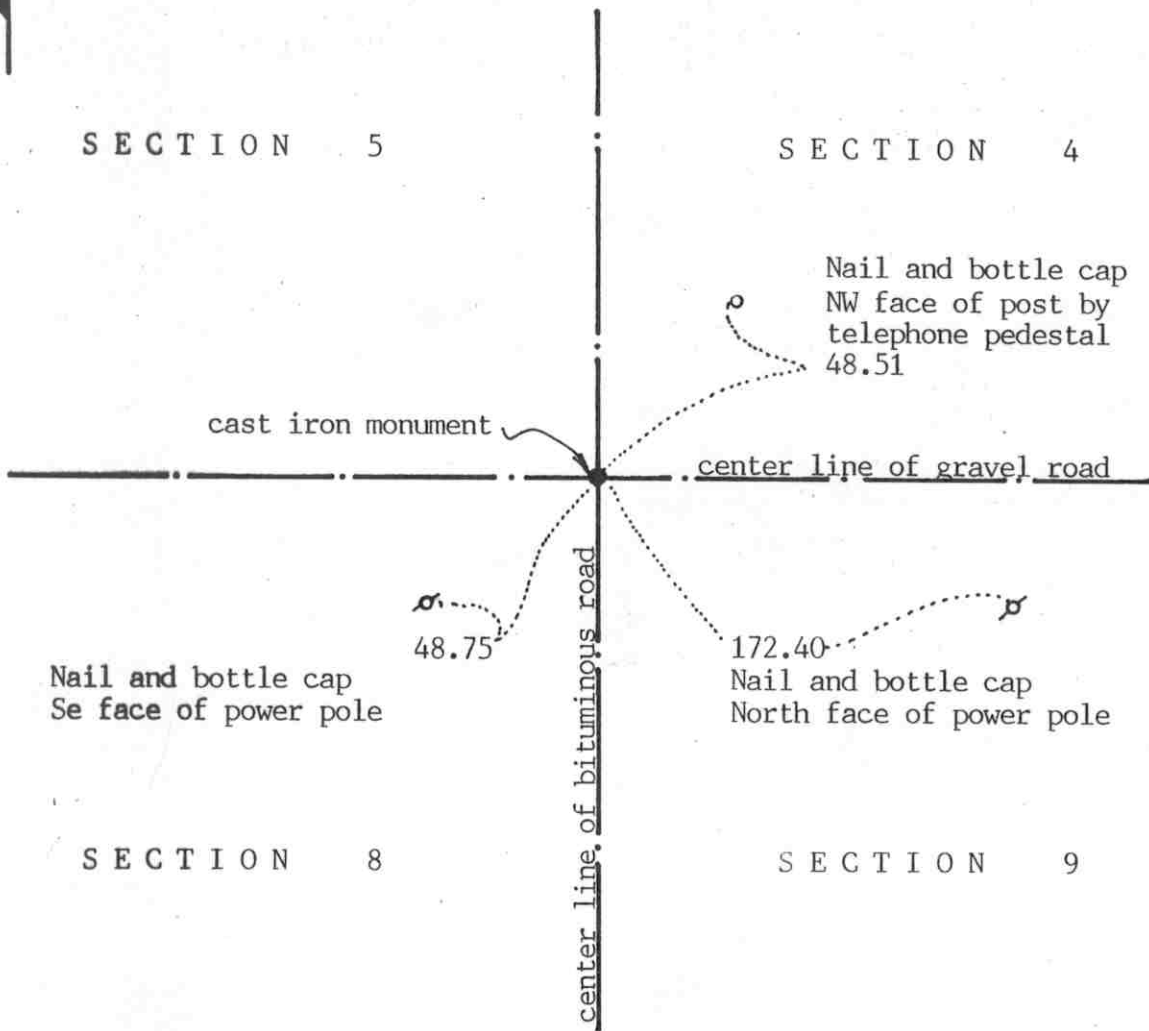 SECTION 5
SECTION 4
Nail and bottle cap
NW face of post by
telephone pedestal
48.51
cast iron monument
center line of gravel road
center line of bituminous road
48.75
Nail and bottle cap
Se face of power pole
172.40
Nail and bottle cap
North face of power pole
SECTION 8
SECTION 9